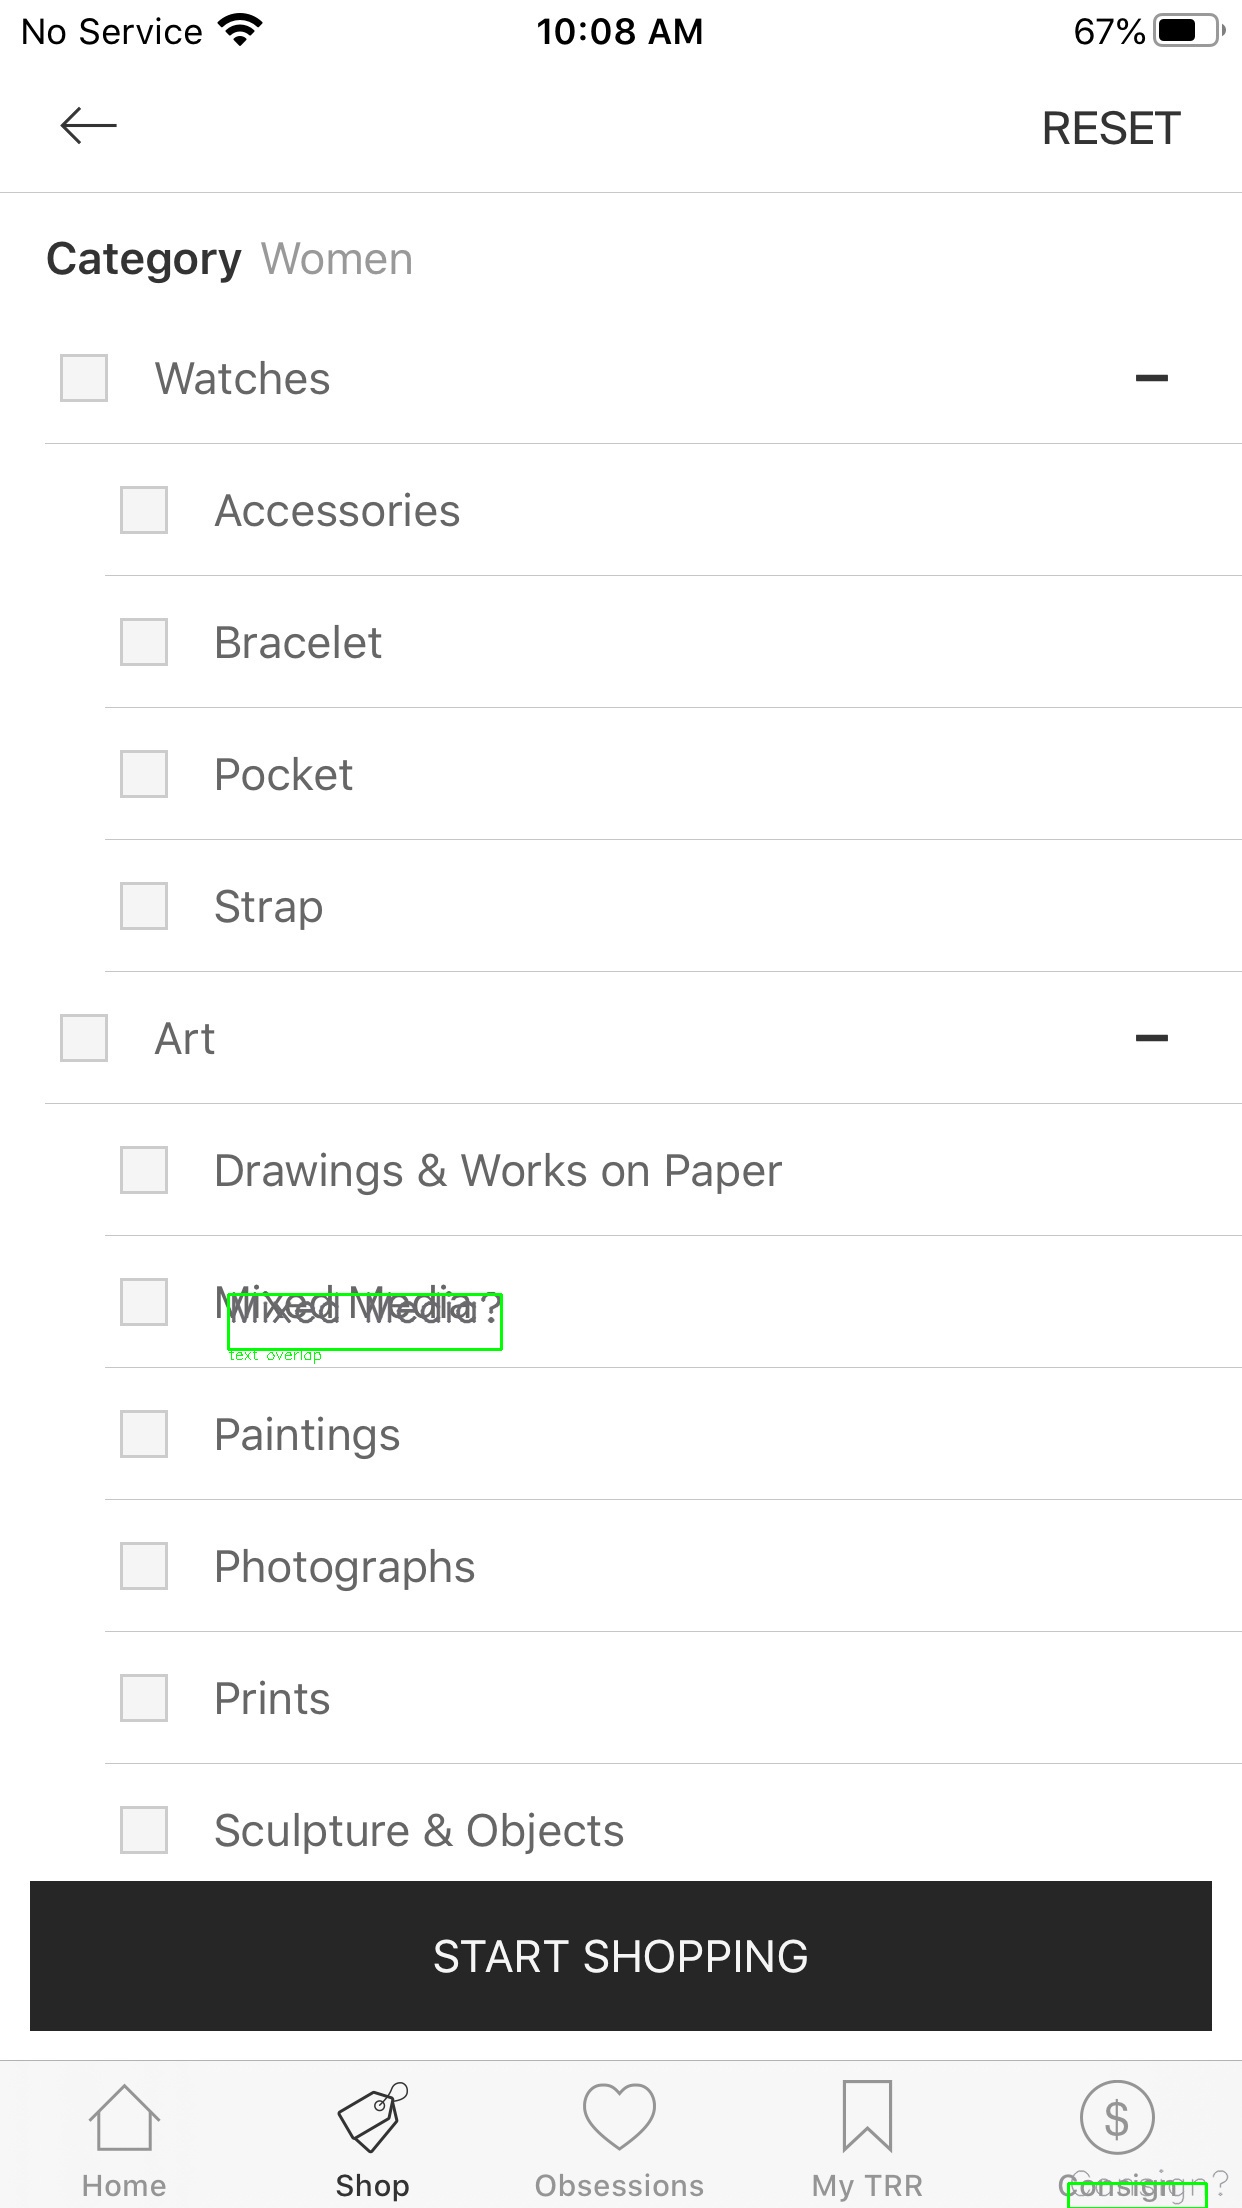 No Service 10:08 AM 67%
RESET
Category Women
Watches
Accessories
Bracelet
Pocket
Strap
Art
Drawings & Works on Paper
Mixed Media
Mixed Media?
text overlap
Paintings
Photographs
Prints
Sculpture & Objects
START SHOPPING
$
Home Shop Obsessions My TRR Consign
Consign?